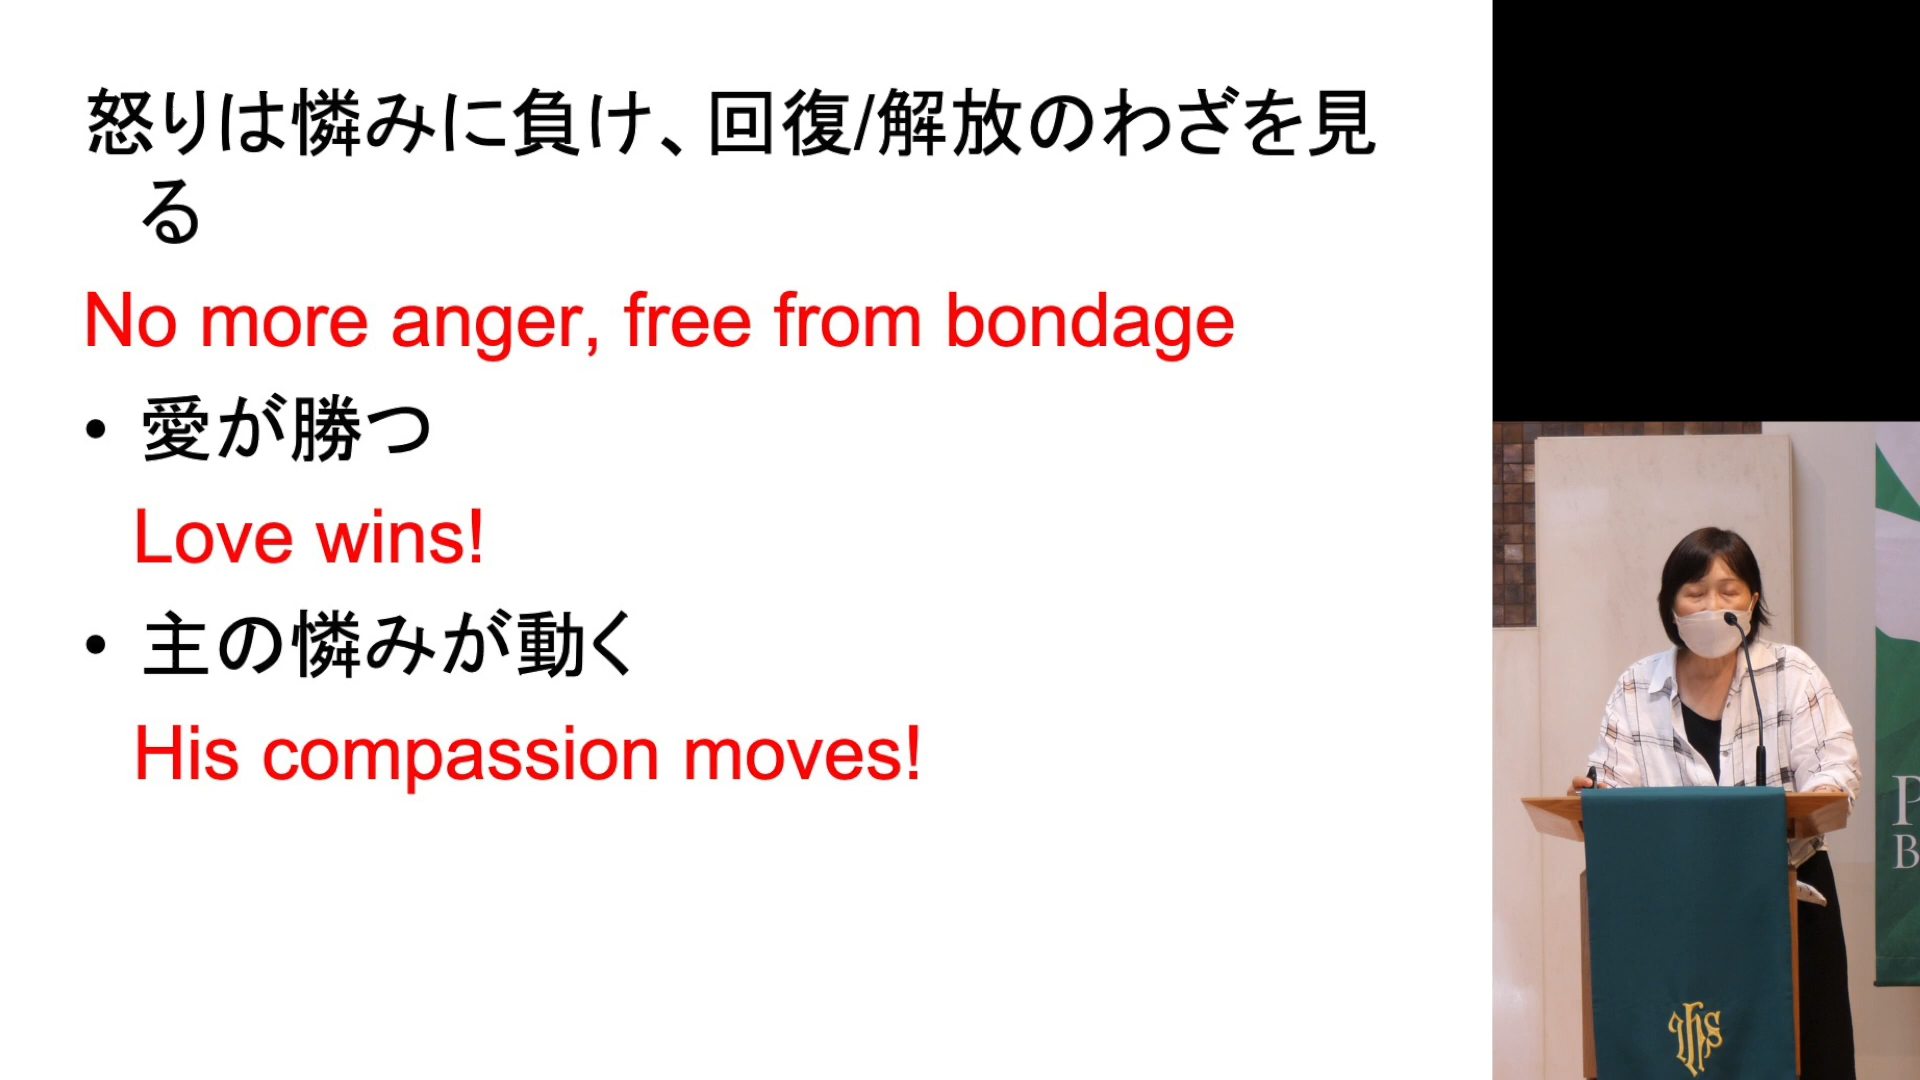 怒りは憐みに負け、回復/解放のわざを見
る
No more anger, free from bondage
• 愛が勝つ
Love wins!
• 主の憐みが動く
His compassion moves!
IHS